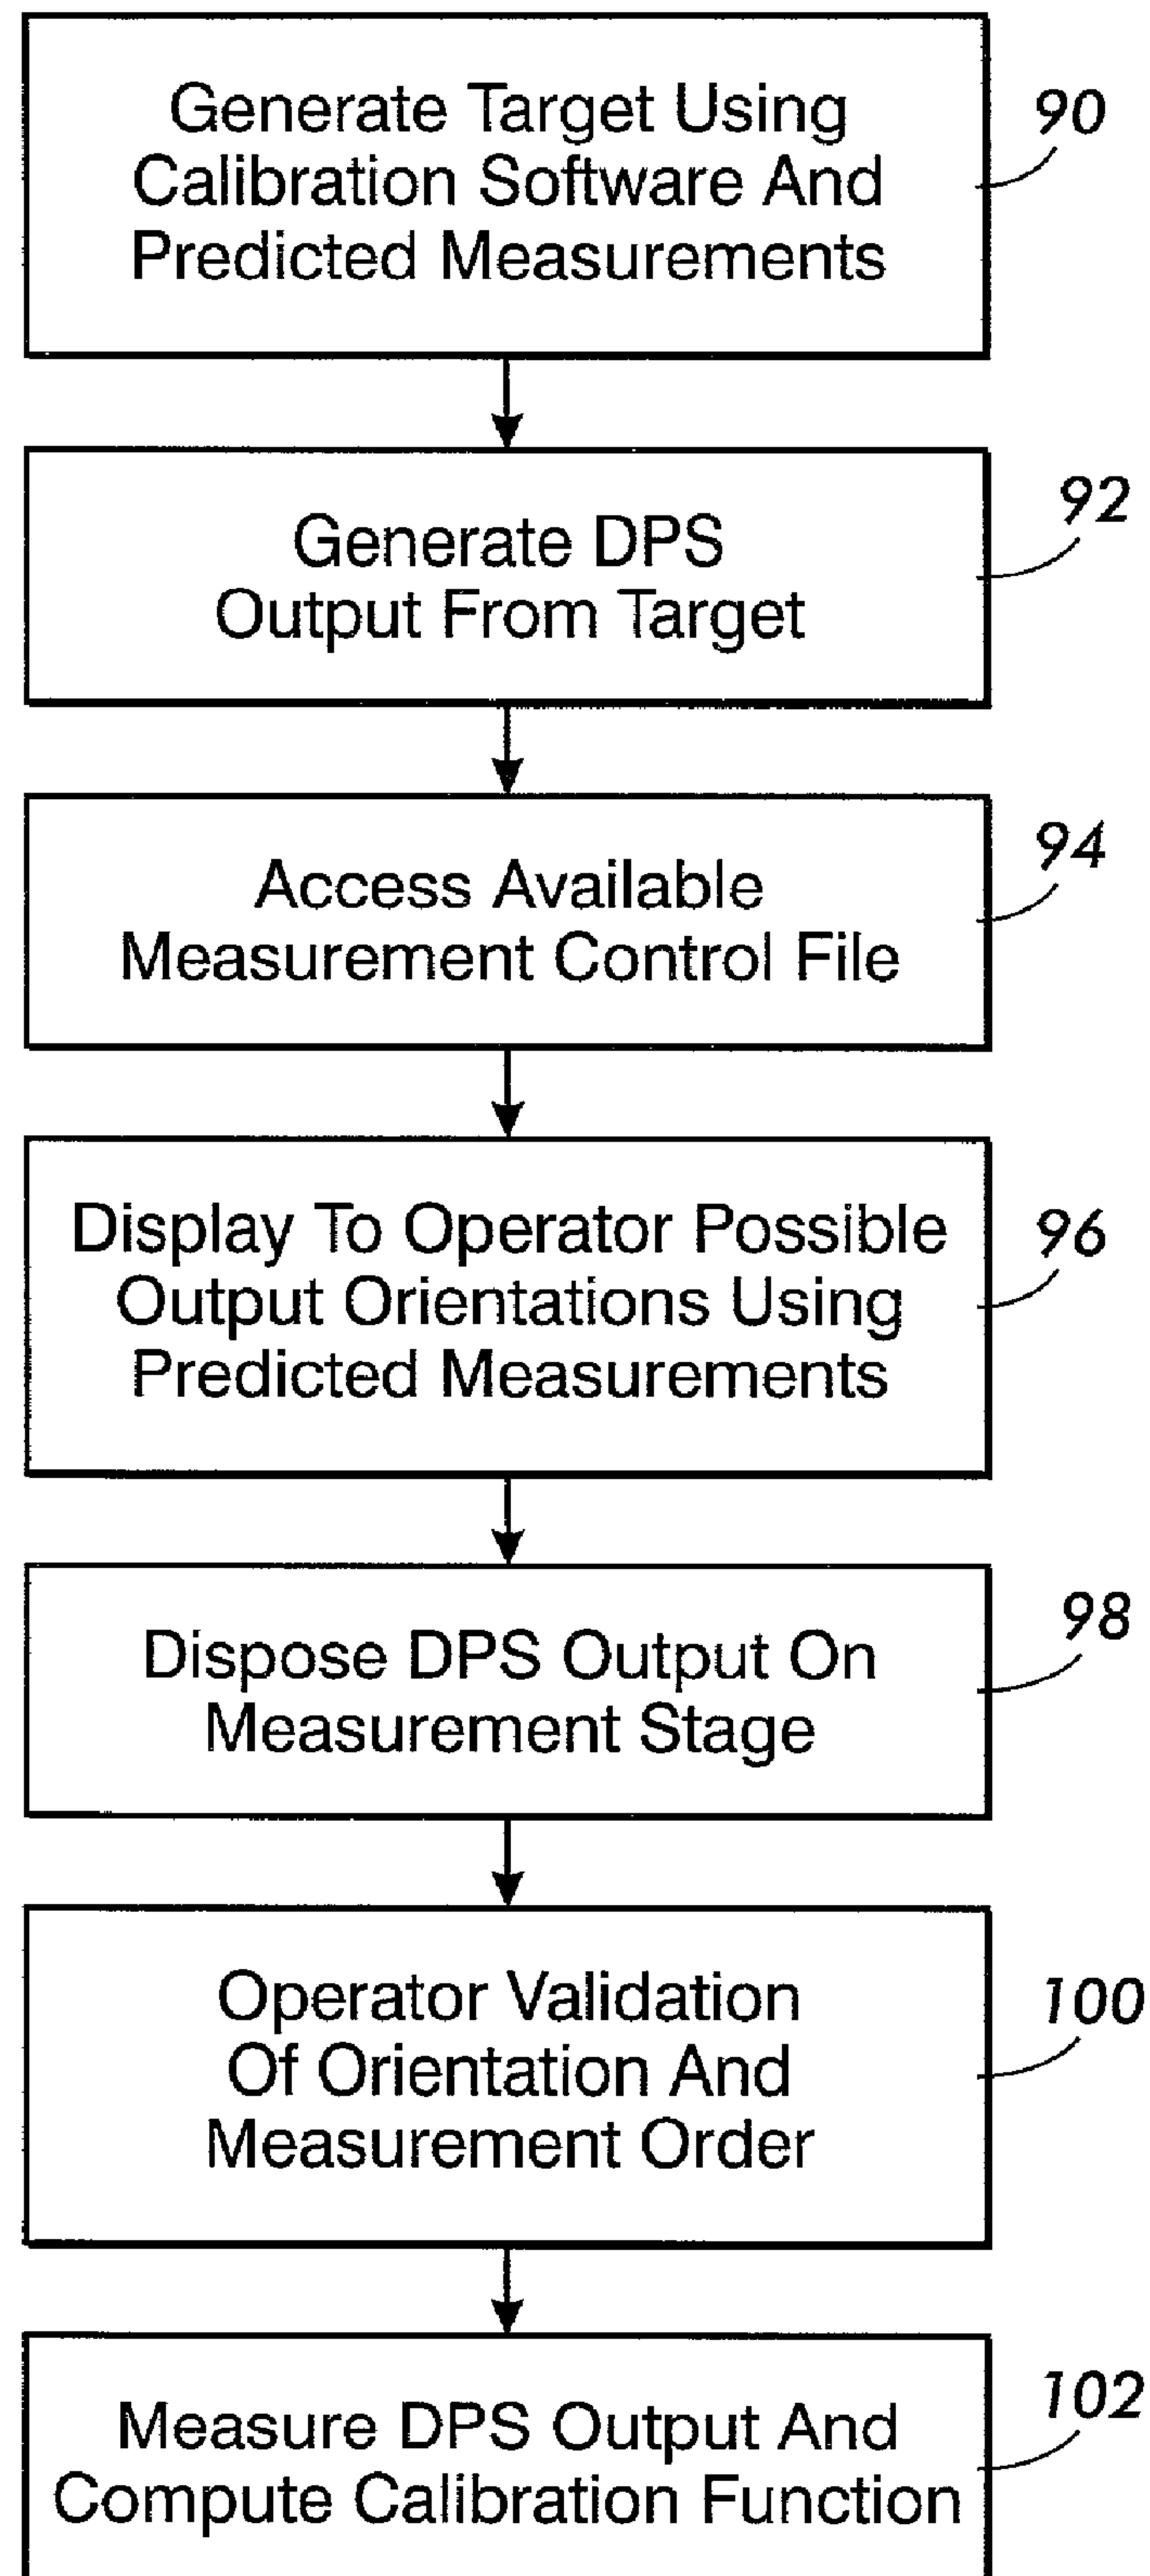 Generate Target Using
Calibration Software And
Predicted Measurements
90
Generate DPS
Output From Target
92
Access Available
Measurement Control File
94
Display To Operator Possible
Output Orientations Using
Predicted Measurements
96
Dispose DPS Output On
Measurement Stage
98
Operator Validation
Of Orientation And
Measurement Order
100
Measure DPS Output And
Compute Calibration Function
102